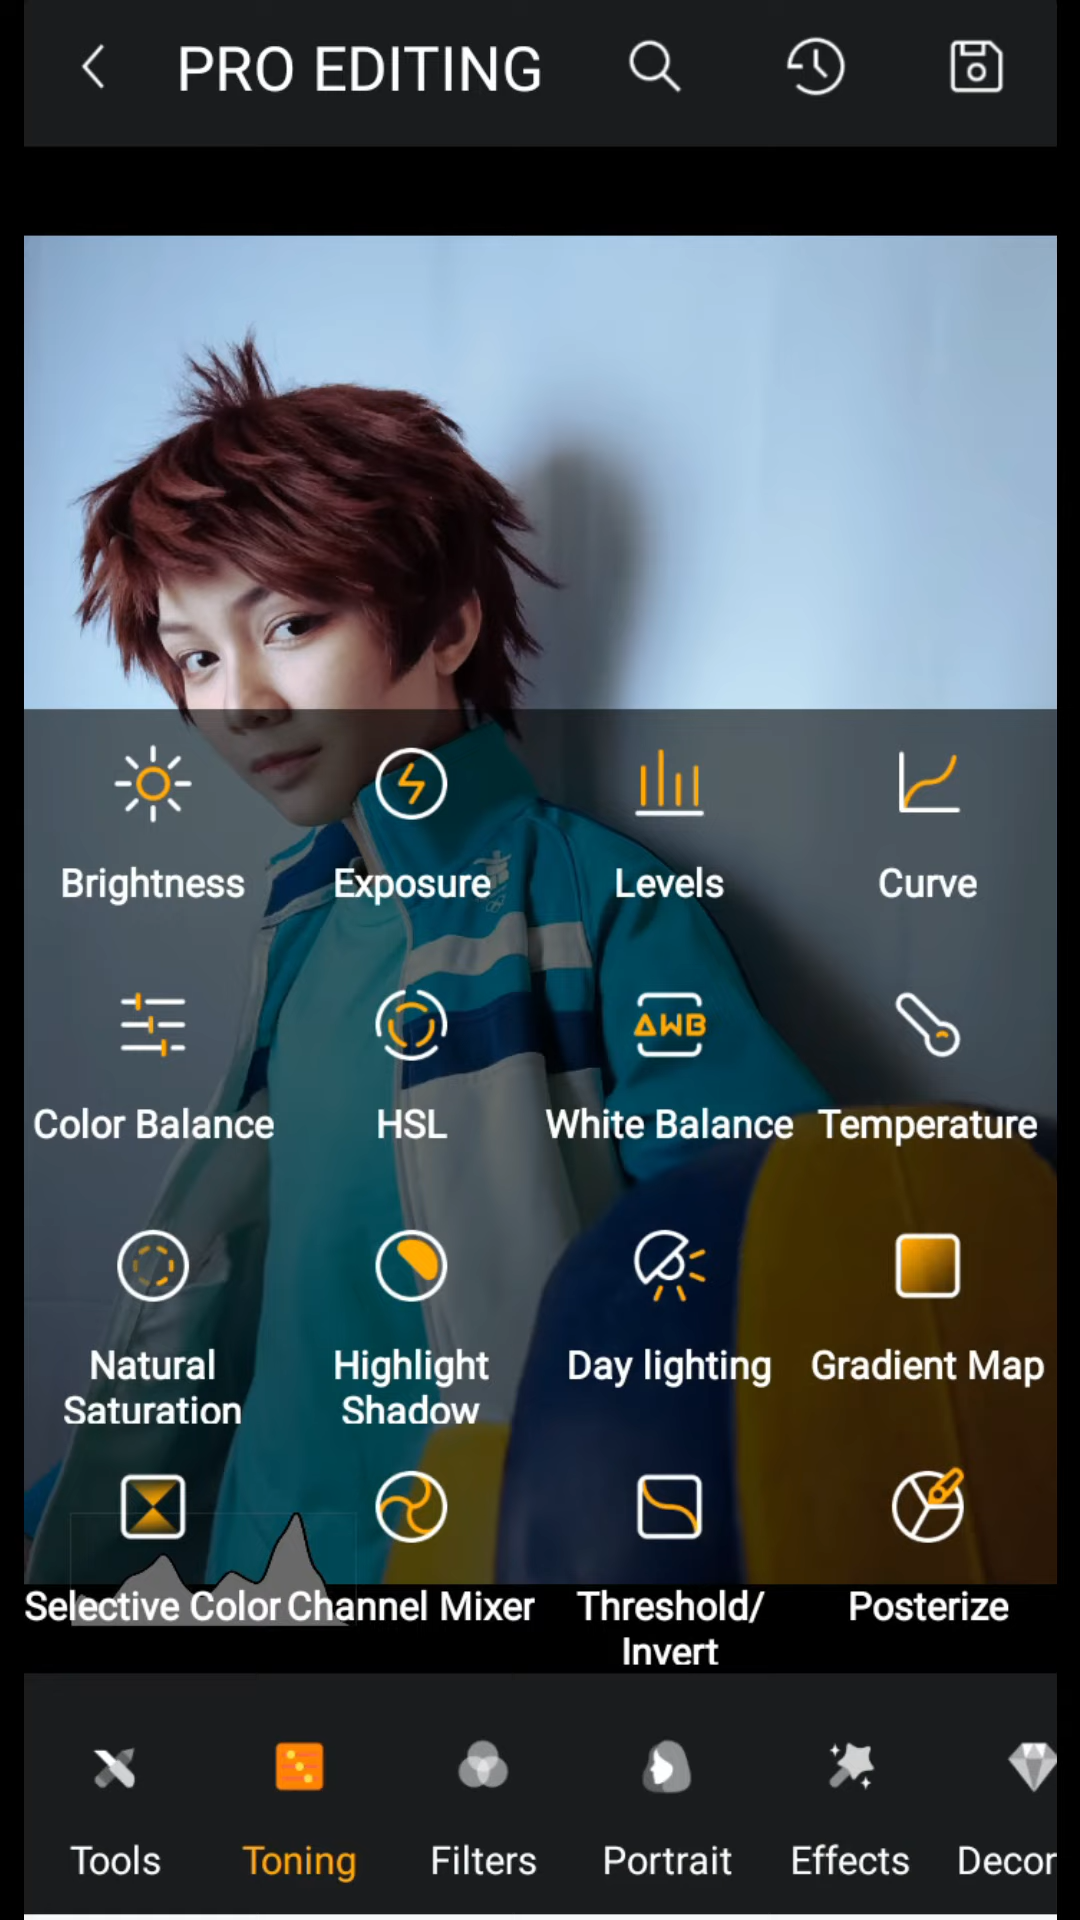 PRO EDITING
Brightness Exposure Levels Curve
Color Balance HSL White Balance Temperature
Natural Saturation Highlight Shadow Day lighting Gradient Map
Selective Color Channel Mixer Threshold/ Invert Posterize
Tools Toning Filters Portrait Effects Decor